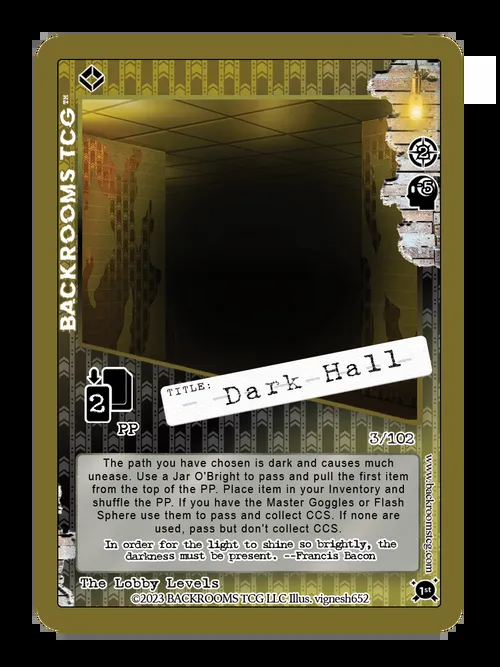 BACKROOMS TCG™
2
5
2
PP
TITLE: Dark Hall
3/102
The path you have chosen is dark and causes much
unease. Use a Jar O'Bright to pass and pull the first item
from the top of the PP. Place item in your Inventory and
shuffle the PP. If you have the Master Goggles or Flash
Sphere use them to pass and collect CCS. If none are
used, pass but don't collect CCS.
In order for the light to shine so brightly, the
darkness must be present. --Francis Bacon
www.backroomstcg.com
The Lobby Levels
1st
©2023 BACKROOMS TCG LLC Illus. vignesh652